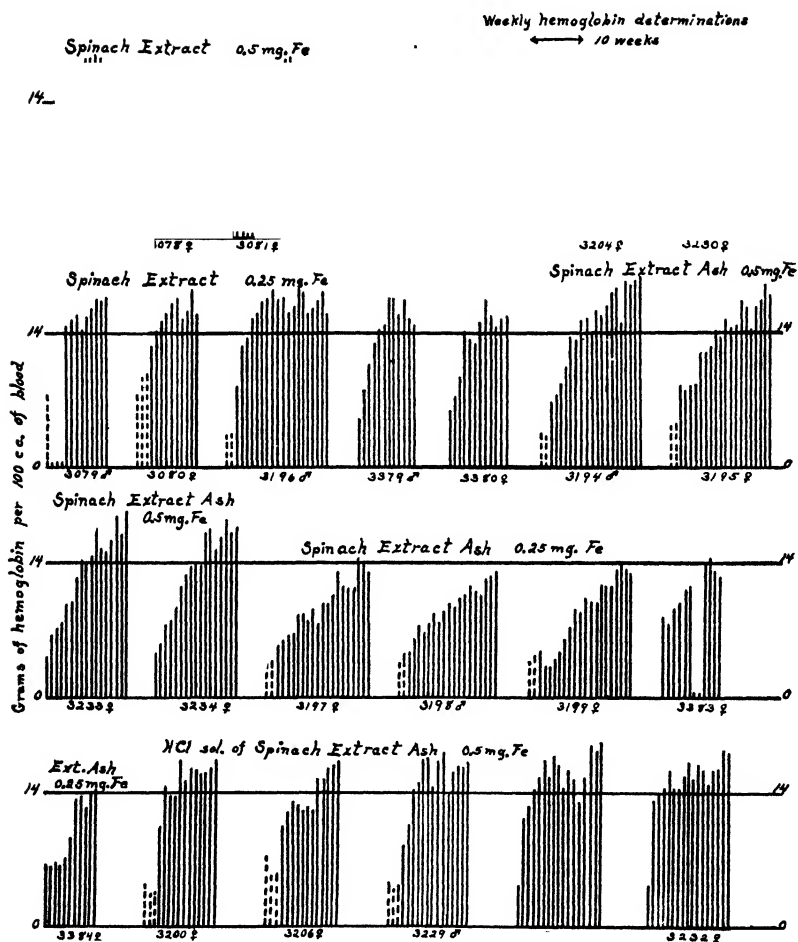 Weekly hemoglobin determinations
10 weeks
Spinach Extract 0.5 mg. Fe
14
1078♀ 3081♀ 3204♀ 3230♀
Spinach Extract 0.25 mg. Fe Spinach Extract Ash 0.5 mg. Fe
14 14
Grams of hemoglobin per 100 cc. of blood
0 0
3079♂ 3080♀ 3196♂ 3379♂ 3380♀ 3194♂ 3195♀
Spinach Extract Ash
0.5 mg. Fe
Spinach Extract Ash 0.25 mg. Fe
14 14
0 0
3233♀ 3234♀ 3197♀ 3198♂ 3199♀ 3383♀
HCl sol. of Spinach Extract Ash 0.5 mg. Fe
Ext. Ash
0.25 mg. Fe
14 14
0 0
3384♀ 3200♀ 3206♀ 3229♂ 3232♀